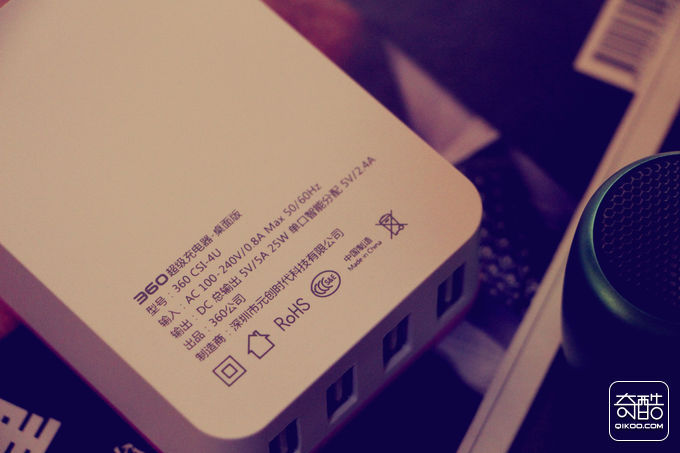 360超级充电器·桌面版
型号：360 CSI-4U
输入：AC 100-240V/0.8A Max 50/60Hz
输出：DC 总输出 5V/5A 25W 单口智能分配 5V/2.4A
出品：360公司
制造商：深圳市元创时代科技有限公司
RoHS
中国制造
Made in China
奇酷
QIKOO.COM